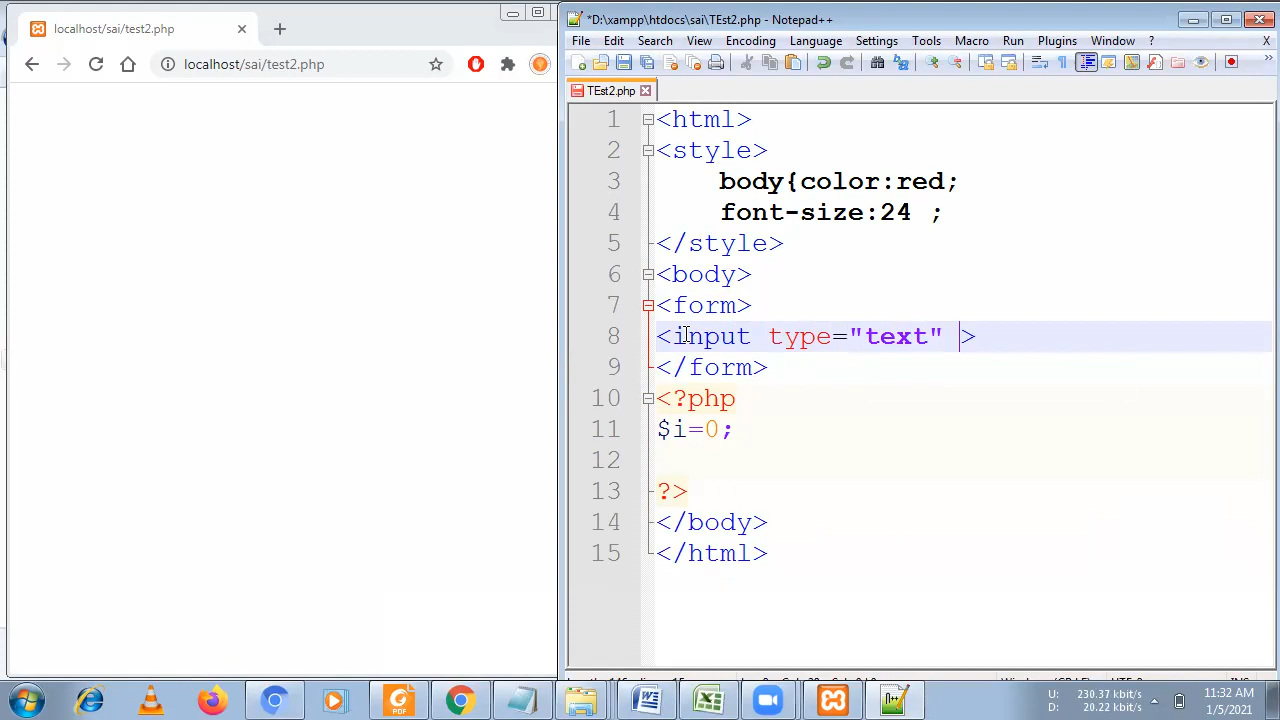 localhost/sai/test2.php
localhost/sai/test2.php
*D:\xampp\htdocs\sai\TEst2.php - Notepad++
File Edit Search View Encoding Language Settings Tools Macro Run Plugins Window ? X
TEst2.php
1 <html>
2 <style>
3 body{color:red;
4 font-size:24 ;
5 </style>
6 <body>
7 <form>
8 <input type="text" >
9 </form>
10 <?php
11 $i=0;
12
13 ?>
14 </body>
15 </html>
PDF
U: 230.37 kbit/s
D: 20.22 kbit/s
11:32 AM
1/5/2021